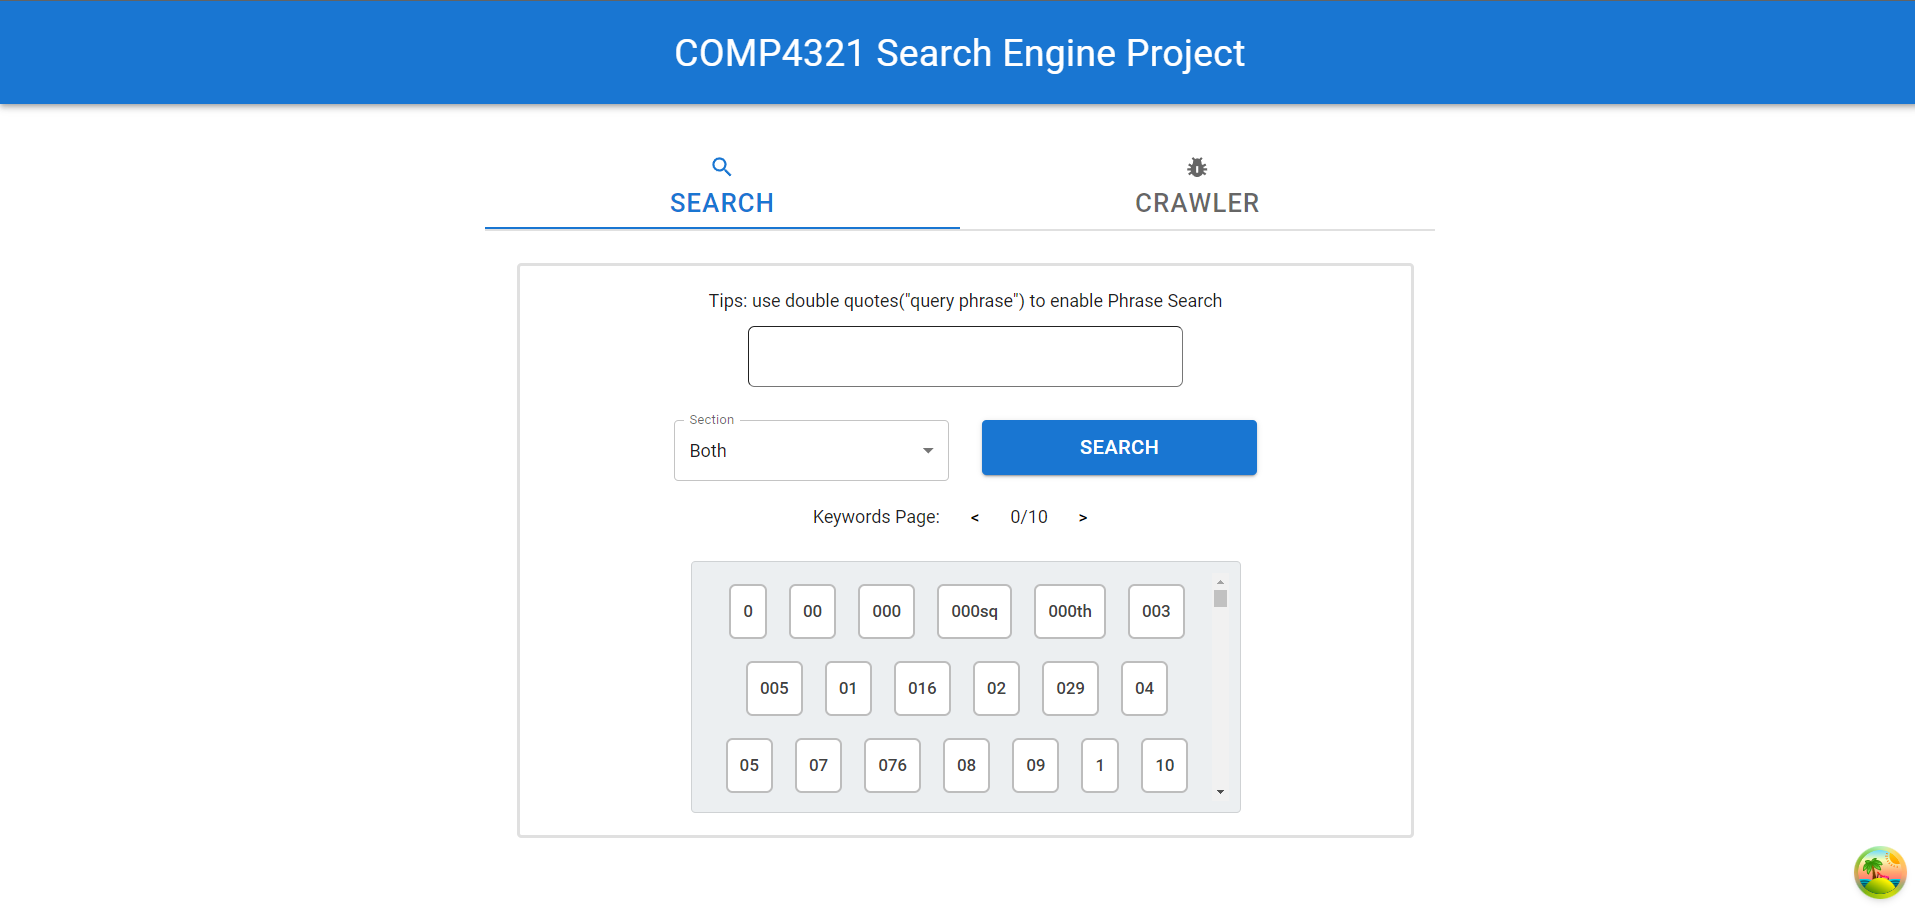 COMP4321 Search Engine Project
SEARCH
CRAWLER
Tips: use double quotes("query phrase") to enable Phrase Search
Section
Both
SEARCH
Keywords Page: < 0/10 >
0 00 000 000sq 000th 003
005 01 016 02 029 04
05 07 076 08 09 1 10